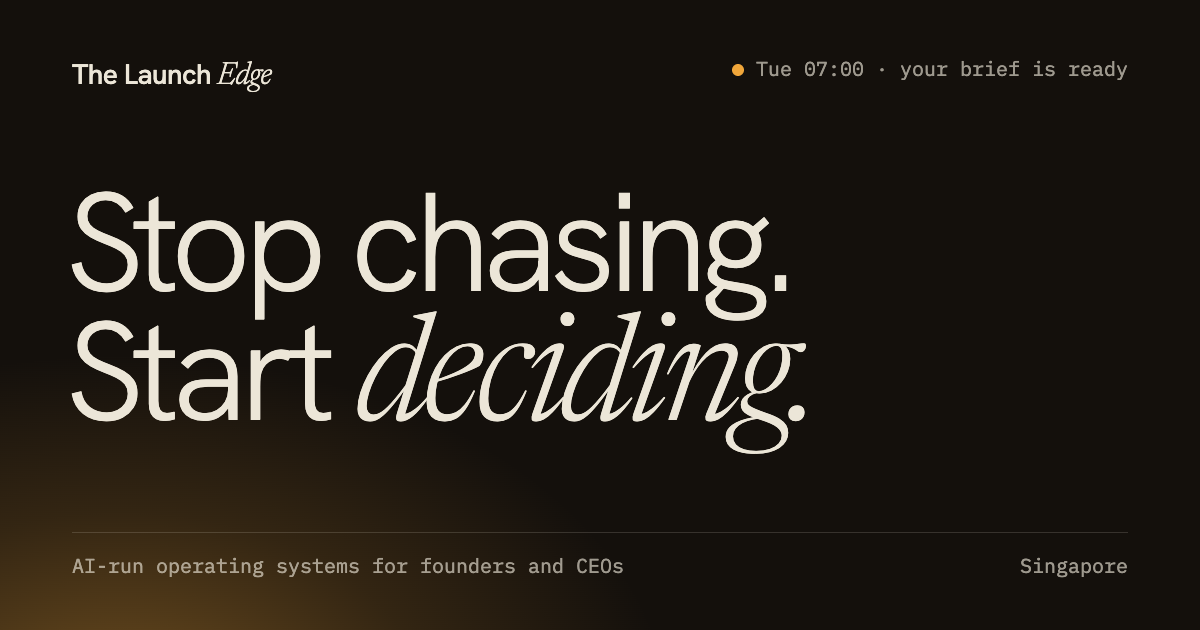 The Launch Edge
Tue 07:00 · your brief is ready
Stop chasing.
Start deciding.
AI-run operating systems for founders and CEOs
Singapore